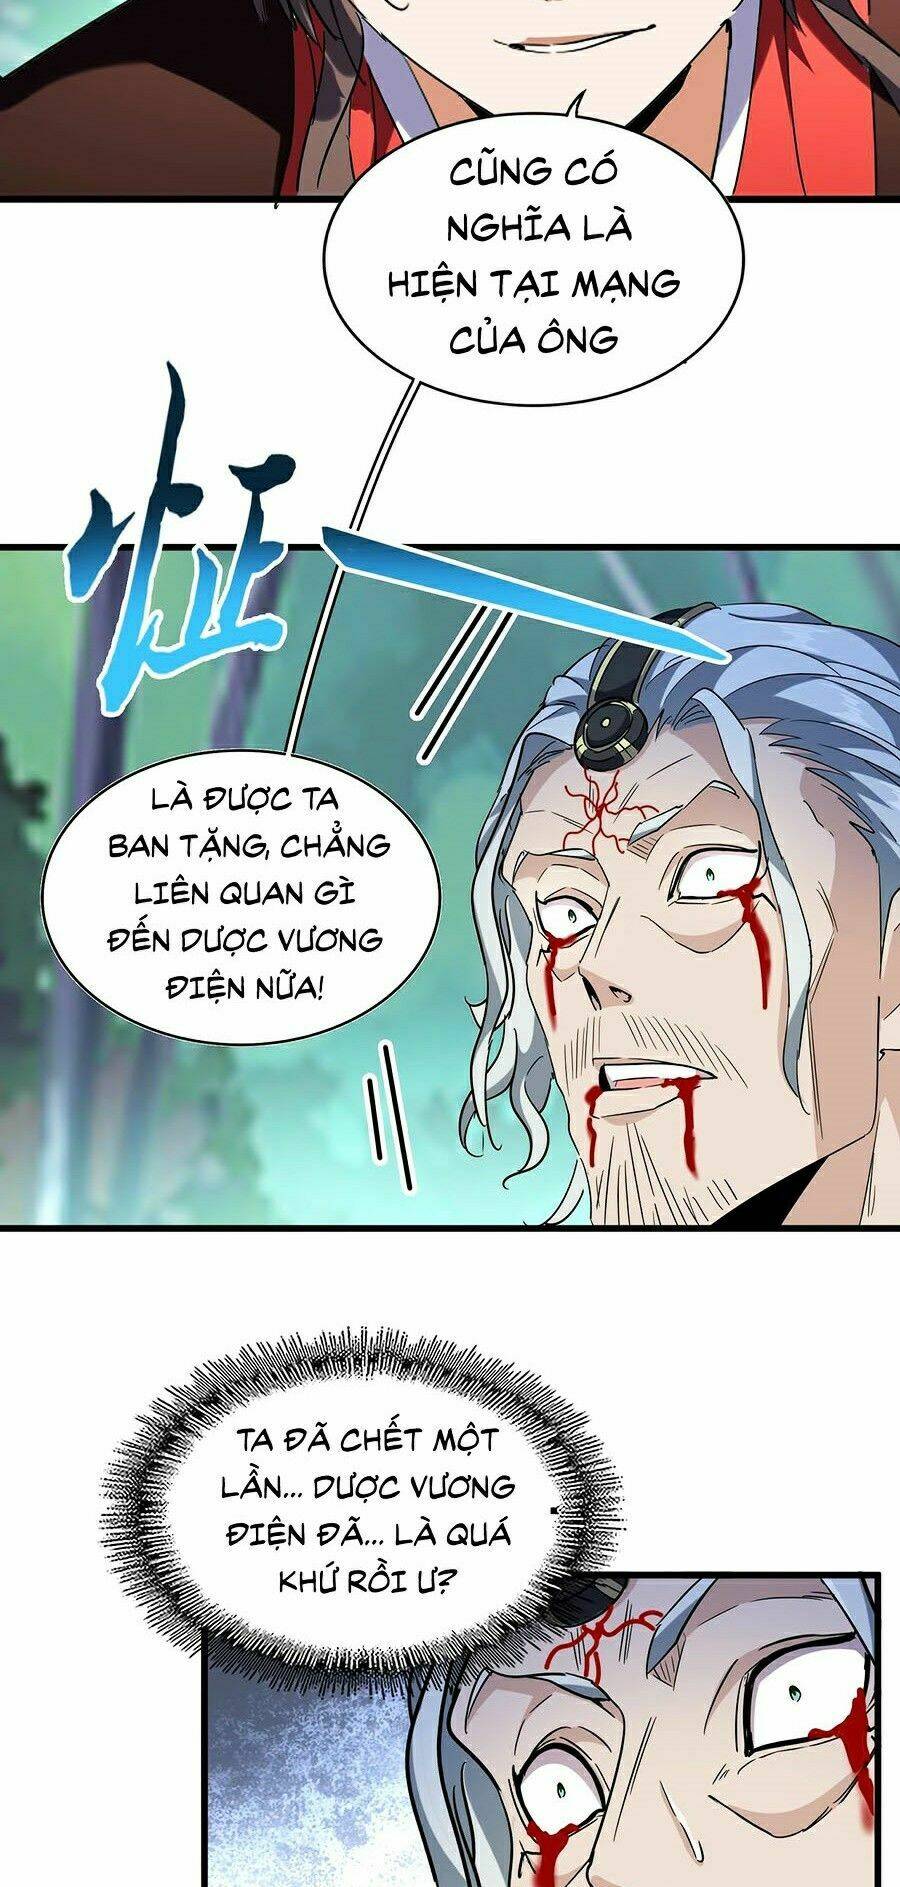 CŨNG CÓ
NGHĨA LÀ
HIỆN TẠI MẠNG
CỦA ÔNG
LÀ ĐƯỢC TA
BAN TẶNG, CHẲNG
LIÊN QUAN GÌ
ĐẾN DƯỢC VƯƠNG
ĐIỆN NỮA!
TA ĐÃ CHẾT MỘT
LẦN... DƯỢC VƯƠNG
ĐIỆN ĐÃ... LÀ QUÁ
KHỨ RỒI Ư?